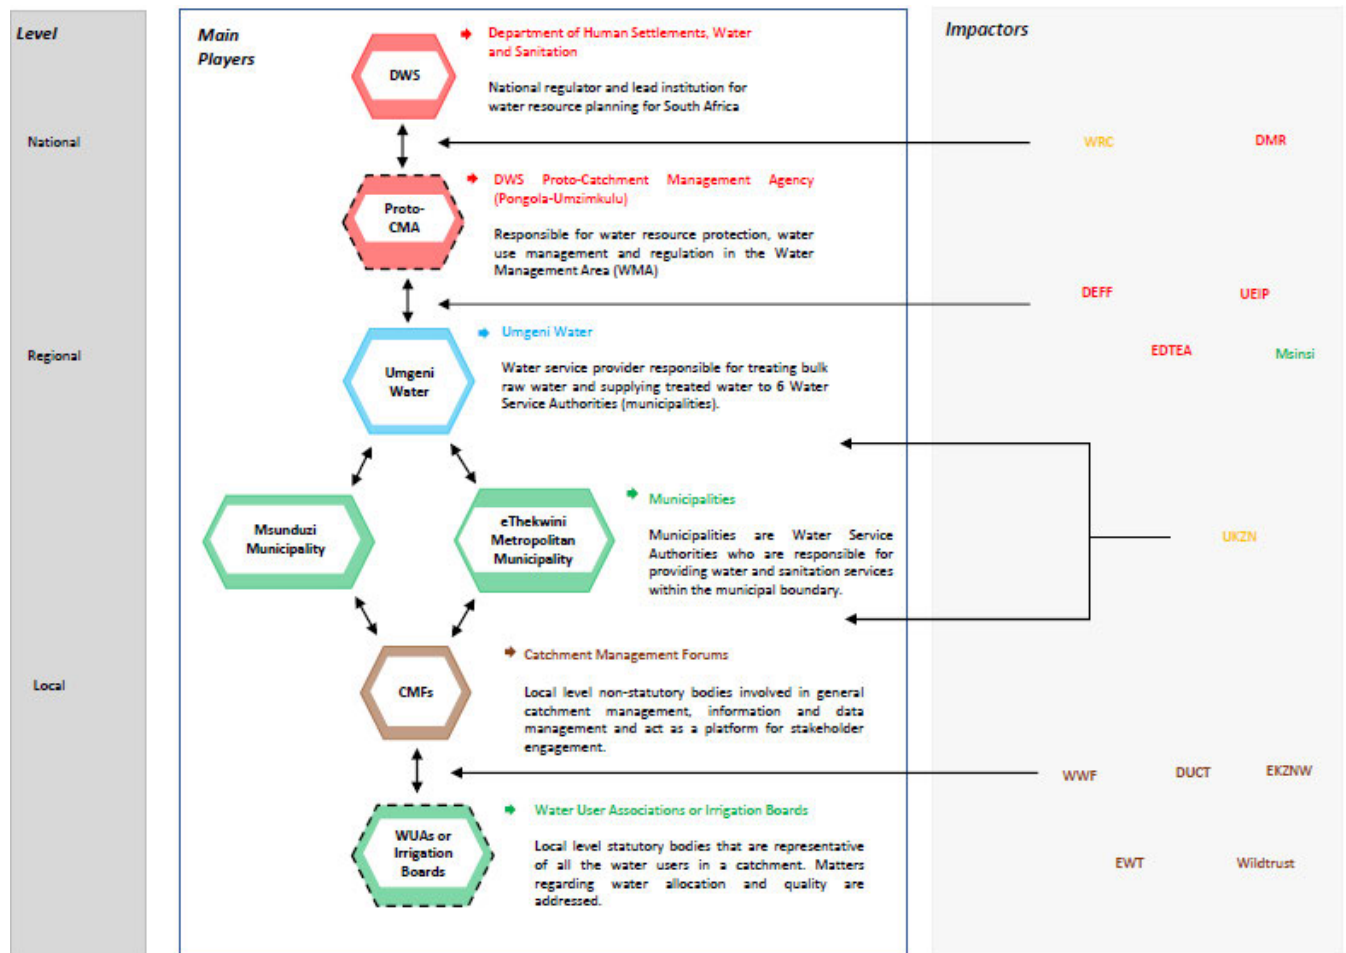 Level
Main
Players
Impactors
DWS
Department of Human Settlements, Water
and Sanitation
National regulator and lead institution for
water resource planning for South Africa
National
WRC
DMR
Proto-
CMA
DWS Proto-Catchment Management Agency
(Pongola-Umzimkulu)
Responsible for water resource protection, water
use management and regulation in the Water
Management Area (WMA)
DEFF
UEIP
Regional
EDTEA
Msinsi
Umgeni
Water
Umgeni Water
Water service provider responsible for treating bulk
raw water and supplying treated water to 6 Water
Service Authorities (municipalities).
Msunduzi
Municipality
eThekwini
Metropolitan
Municipality
Municipalities
Municipalities are Water Service
Authorities who are responsible for
providing water and sanitation services
within the municipal boundary.
UKZN
Local
CMFs
Catchment Management Forums
Local level non-statutory bodies involved in general
catchment management, information and data
management and act as a platform for stakeholder
engagement.
WWF
DUCT
EKZNW
WUAs or
Irrigation
Boards
Water User Associations or Irrigation Boards
Local level statutory bodies that are representative
of all the water users in a catchment. Matters
regarding water allocation and quality are
addressed.
EWT
Wildtrust